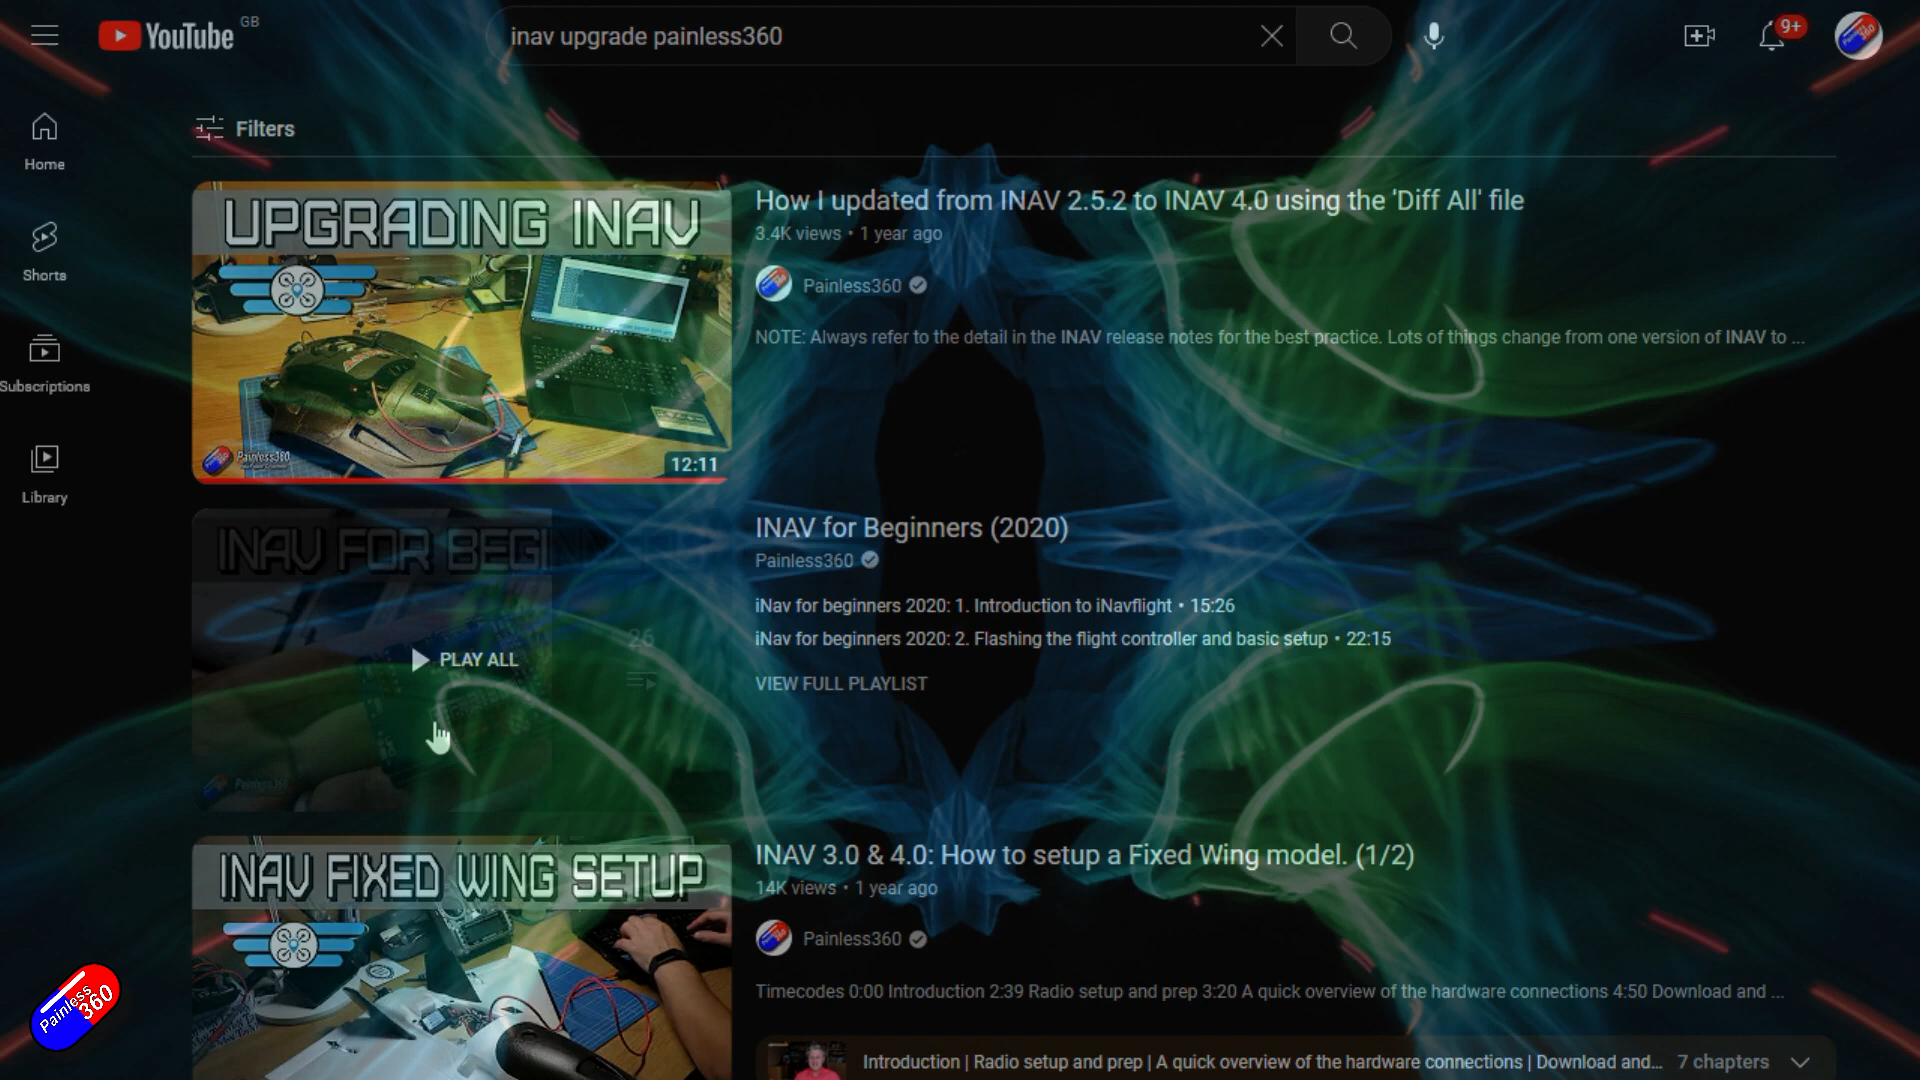 YouTube GB
inav upgrade painless360
9+
Home
Shorts
Subscriptions
Library
Filters
UPGRADING INAV
Painless360
12:11
How I updated from INAV 2.5.2 to INAV 4.0 using the 'Diff All' file
3.4K views • 1 year ago
Painless360
NOTE: Always refer to the detail in the INAV release notes for the best practice. Lots of things change from one version of INAV to ...
INAV FOR BEGIN
26
PLAY ALL
Painless360
INAV for Beginners (2020)
Painless360
iNav for beginners 2020: 1. Introduction to iNavflight • 15:26
iNav for beginners 2020: 2. Flashing the flight controller and basic setup • 22:15
VIEW FULL PLAYLIST
INAV FIXED WING SETUP
INAV 3.0 & 4.0: How to setup a Fixed Wing model. (1/2)
14K views • 1 year ago
Painless360
Timecodes 0:00 Introduction 2:39 Radio setup and prep 3:20 A quick overview of the hardware connections 4:50 Download and ...
Introduction | Radio setup and prep | A quick overview of the hardware connections | Download and... 7 chapters
Painless
360